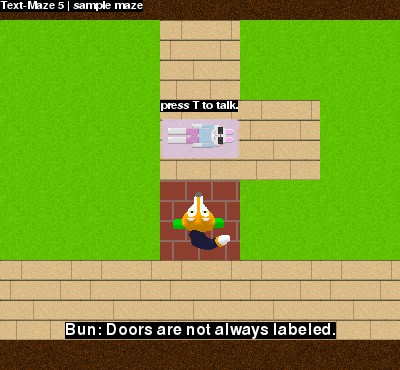 Text-Maze 5 | sample maze
press T to talk.
Bun: Doors are not always labeled.